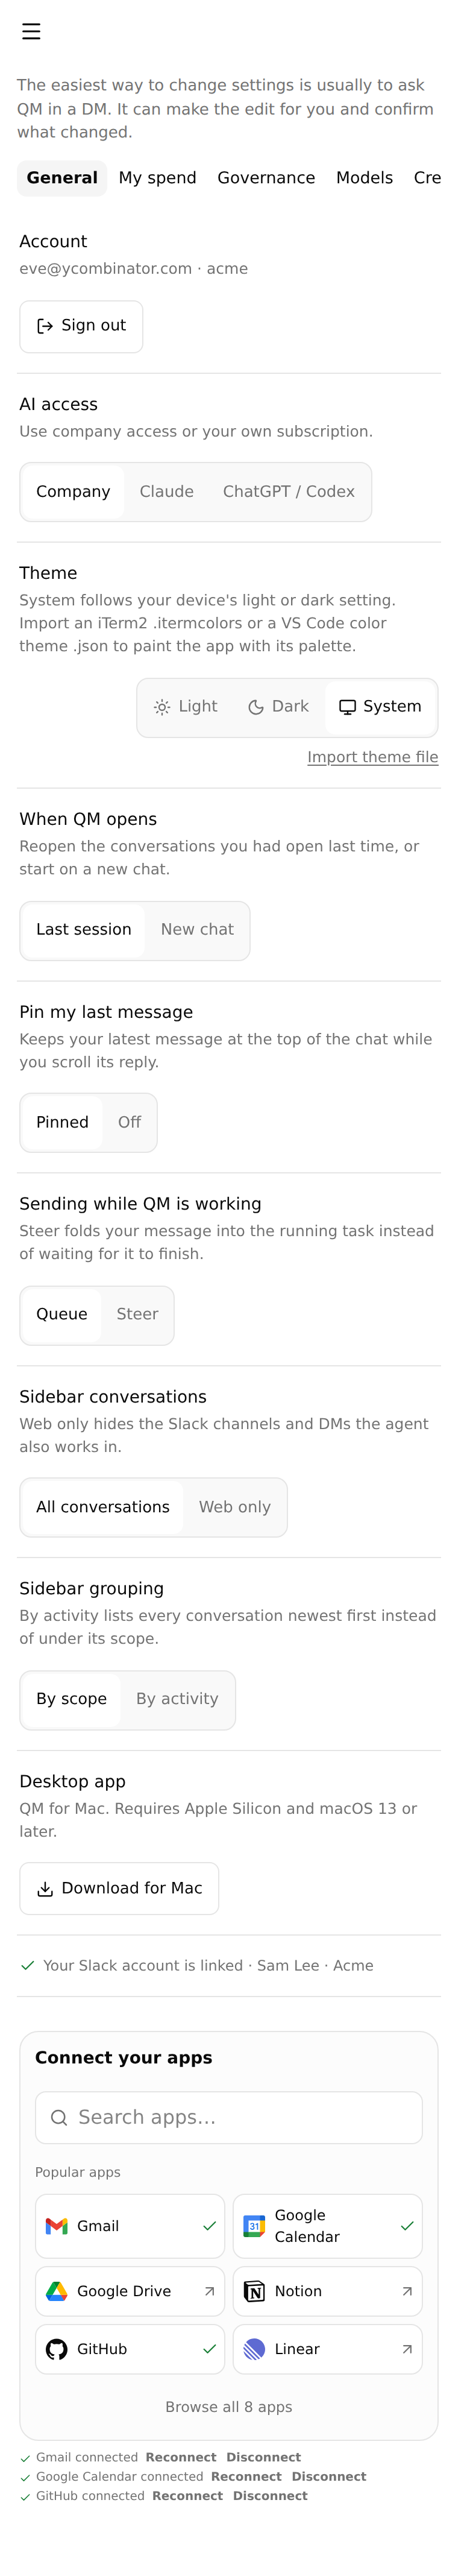 The easiest way to change settings is usually to ask
QM in a DM. It can make the edit for you and confirm
what changed.
General My spend Governance Models Cre
Account
eve@ycombinator.com · acme
Sign out
AI access
Use company access or your own subscription.
Company Claude ChatGPT / Codex
Theme
System follows your device's light or dark setting.
Import an iTerm2 .itermcolors or a VS Code color
theme .json to paint the app with its palette.
Light Dark System
Import theme file
When QM opens
Reopen the conversations you had open last time, or
start on a new chat.
Last session New chat
Pin my last message
Keeps your latest message at the top of the chat while
you scroll its reply.
Pinned Off
Sending while QM is working
Steer folds your message into the running task instead
of waiting for it to finish.
Queue Steer
Sidebar conversations
Web only hides the Slack channels and DMs the agent
also works in.
All conversations Web only
Sidebar grouping
By activity lists every conversation newest first instead
of under its scope.
By scope By activity
Desktop app
QM for Mac. Requires Apple Silicon and macOS 13 or
later.
Download for Mac
Your Slack account is linked · Sam Lee · Acme
Connect your apps
Search apps...
Popular apps
Gmail
31 Google
Calendar
Google Drive
Notion
GitHub
Linear
Browse all 8 apps
Gmail connected Reconnect Disconnect
Google Calendar connected Reconnect Disconnect
GitHub connected Reconnect Disconnect